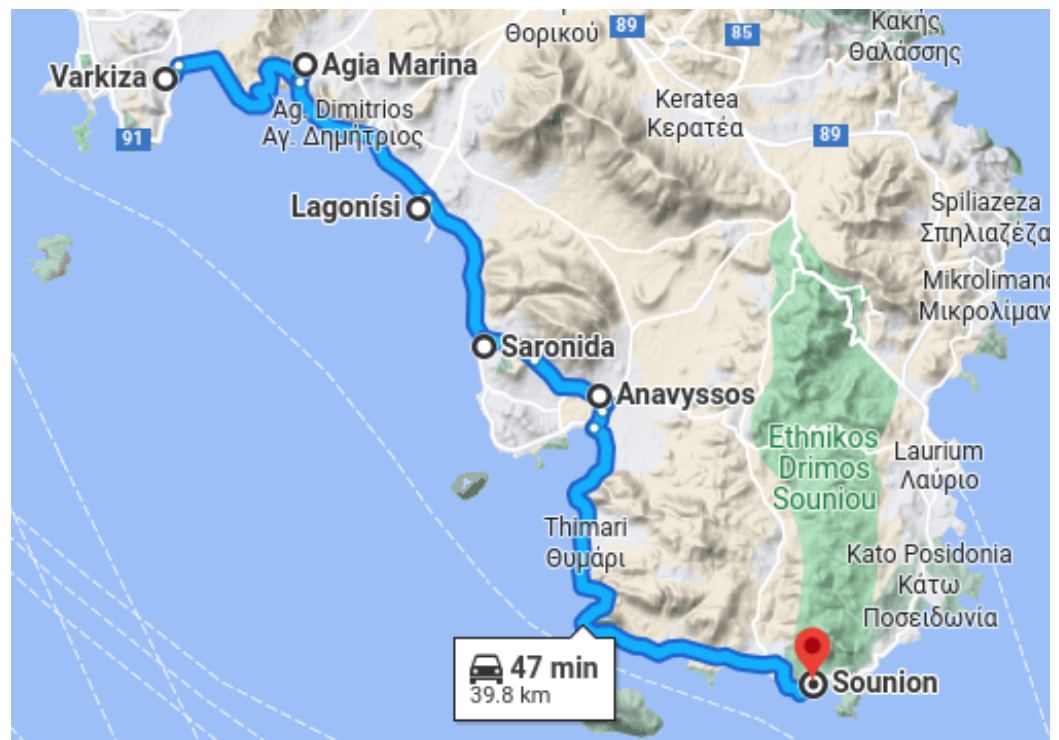 Θορικού
89
85
Κακής
Θαλάσσης
Varkiza
Agia Marina
Keratea
Κερατέα
91
Ag. Dimitrios
Αγ. Δημήτριος
89
Lagonísi
Spiliazeza
Σπηλιαζέζα
Mikrolimano
Μικρολίμαν
Saronida
Anavyssos
Ethnikos
Drimos
Souniou
Laurium
Λαύριο
Thimari
Θυμάρι
Kato Posidonia
Κάτω
Ποσειδωνία
47 min
39.8 km
Sounion